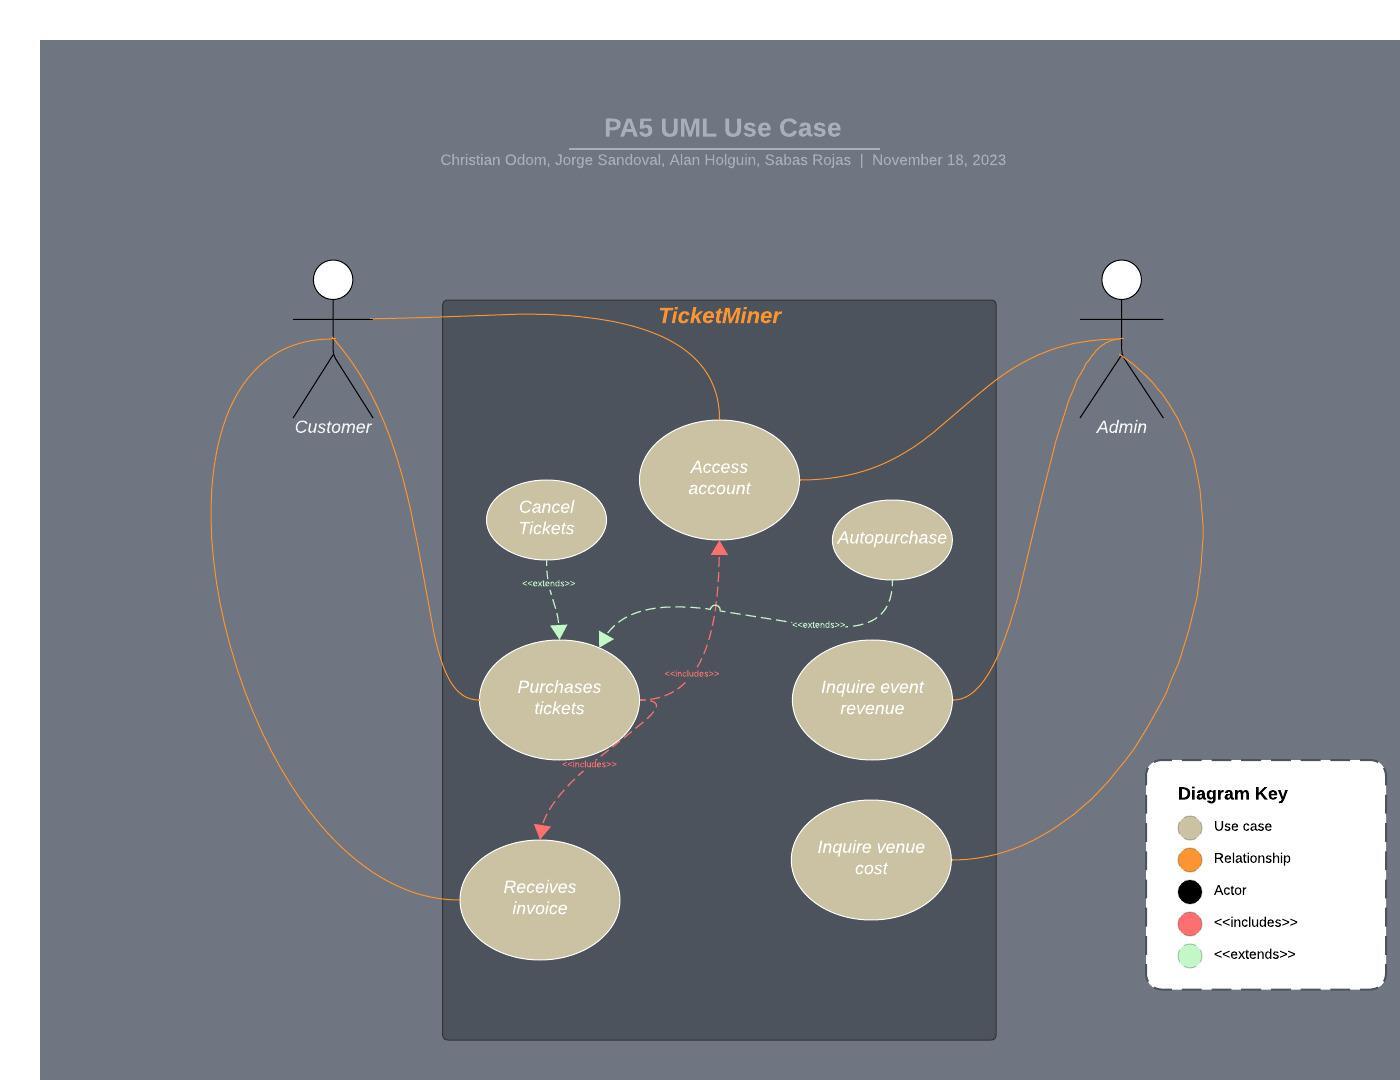 PA5 UML Use Case
Christian Odom, Jorge Sandoval, Alan Holguin, Sabas Rojas | November 18, 2023
TicketMiner
Customer
Admin
Access
account
Cancel
Tickets
Autopurchase
<<extends>>
<<extends>>
<<includes>>
Purchases
tickets
Inquire event
revenue
<<includes>>
Inquire venue
cost
Receives
invoice
Diagram Key
Use case
Relationship
Actor
<<includes>>
<<extends>>